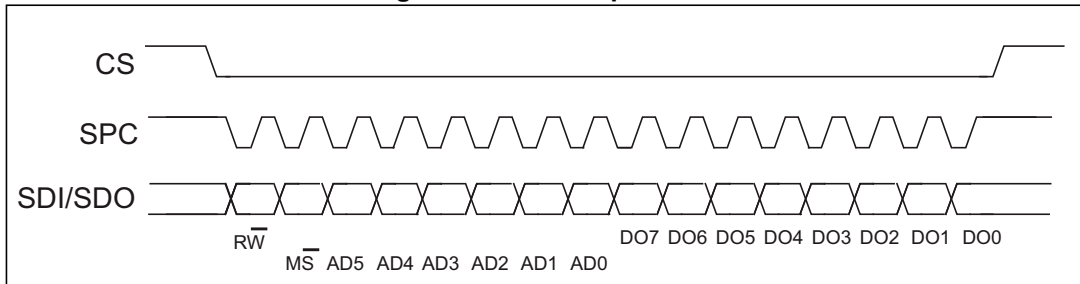 CS
SPC
SDI/SDO
RW̅
DO7 DO6 DO5 DO4 DO3 DO2 DO1 DO0
MS̅ AD5 AD4 AD3 AD2 AD1 AD0